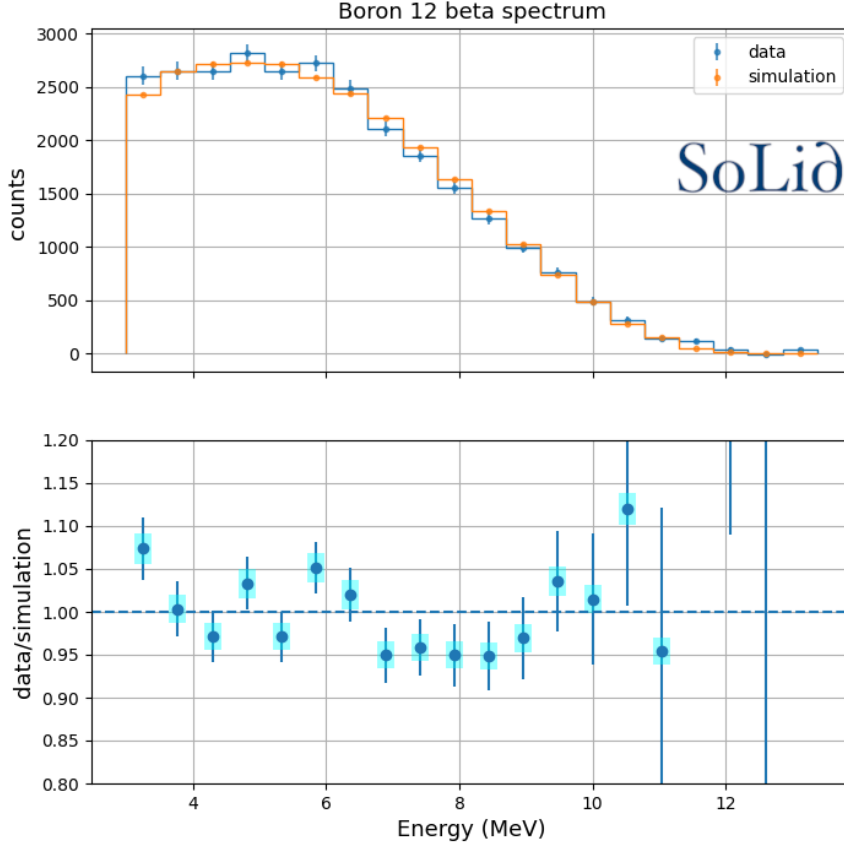 Boron 12 beta spectrum
3000
2500
2000
1500
1000
500
0
counts
data
simulation
SoLi∂
1.20
1.15
1.10
1.05
1.00
0.95
0.90
0.85
0.80
data/simulation
4 6 8 10 12
Energy (MeV)